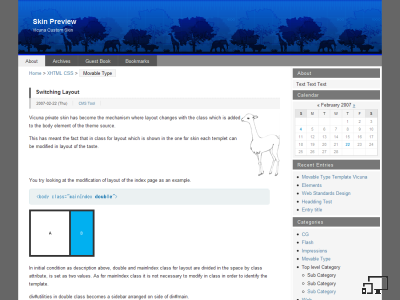 Skin Preview
Vicuna Custom Skin
About
Archives
Guest Book
Bookmarks
Home > XHTML CSS > Movable Type
Switching Layout
2007-02-22 (Thu)
CSS
Vicuna private skin has become the mechanism where layout changes with the class which is added
to the body element of the theme source.
This has meant the fact that in class for layout which is shown in the are for skin each templet can
be modified in layout of the taste.
You try looking at the modification of layout of the index page as an example.
<body class="mainIndex double">
A
B
In initial condition as description above, double and mainIndex class for layout are divided in the space by class
attribute, is set as two values. As for mainIndex class it is not necessary to modify in class in order to identify the
template.
div#utilities in double class becomes a sidebar arranged on side of div#main.
About
Text Text Text
Calendar
« February 2007
S M T W T F S
1 2 3
4 5 6 7 8 9 10
11 12 13 14 15 16 17
18 19 20 21 22 23 24
25 26 27 28
Recent Entries
Movable Type Template Vicuna
Elements
Web Standards Design
Headding Test
Entry title
Categories
CG
Flash
Impressions
Movable Type
Top level Category
Sub Category
Sub Category
Sub Category